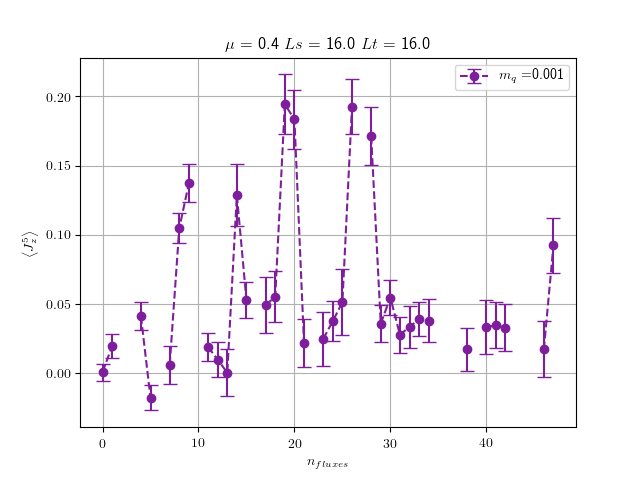 μ = 0.4 Ls = 16.0 Lt = 16.0
m_q =0.001
0.20
0.15
0.10
0.05
0.00
⟨J_z^5⟩
0 10 20 30 40
n_fluxes